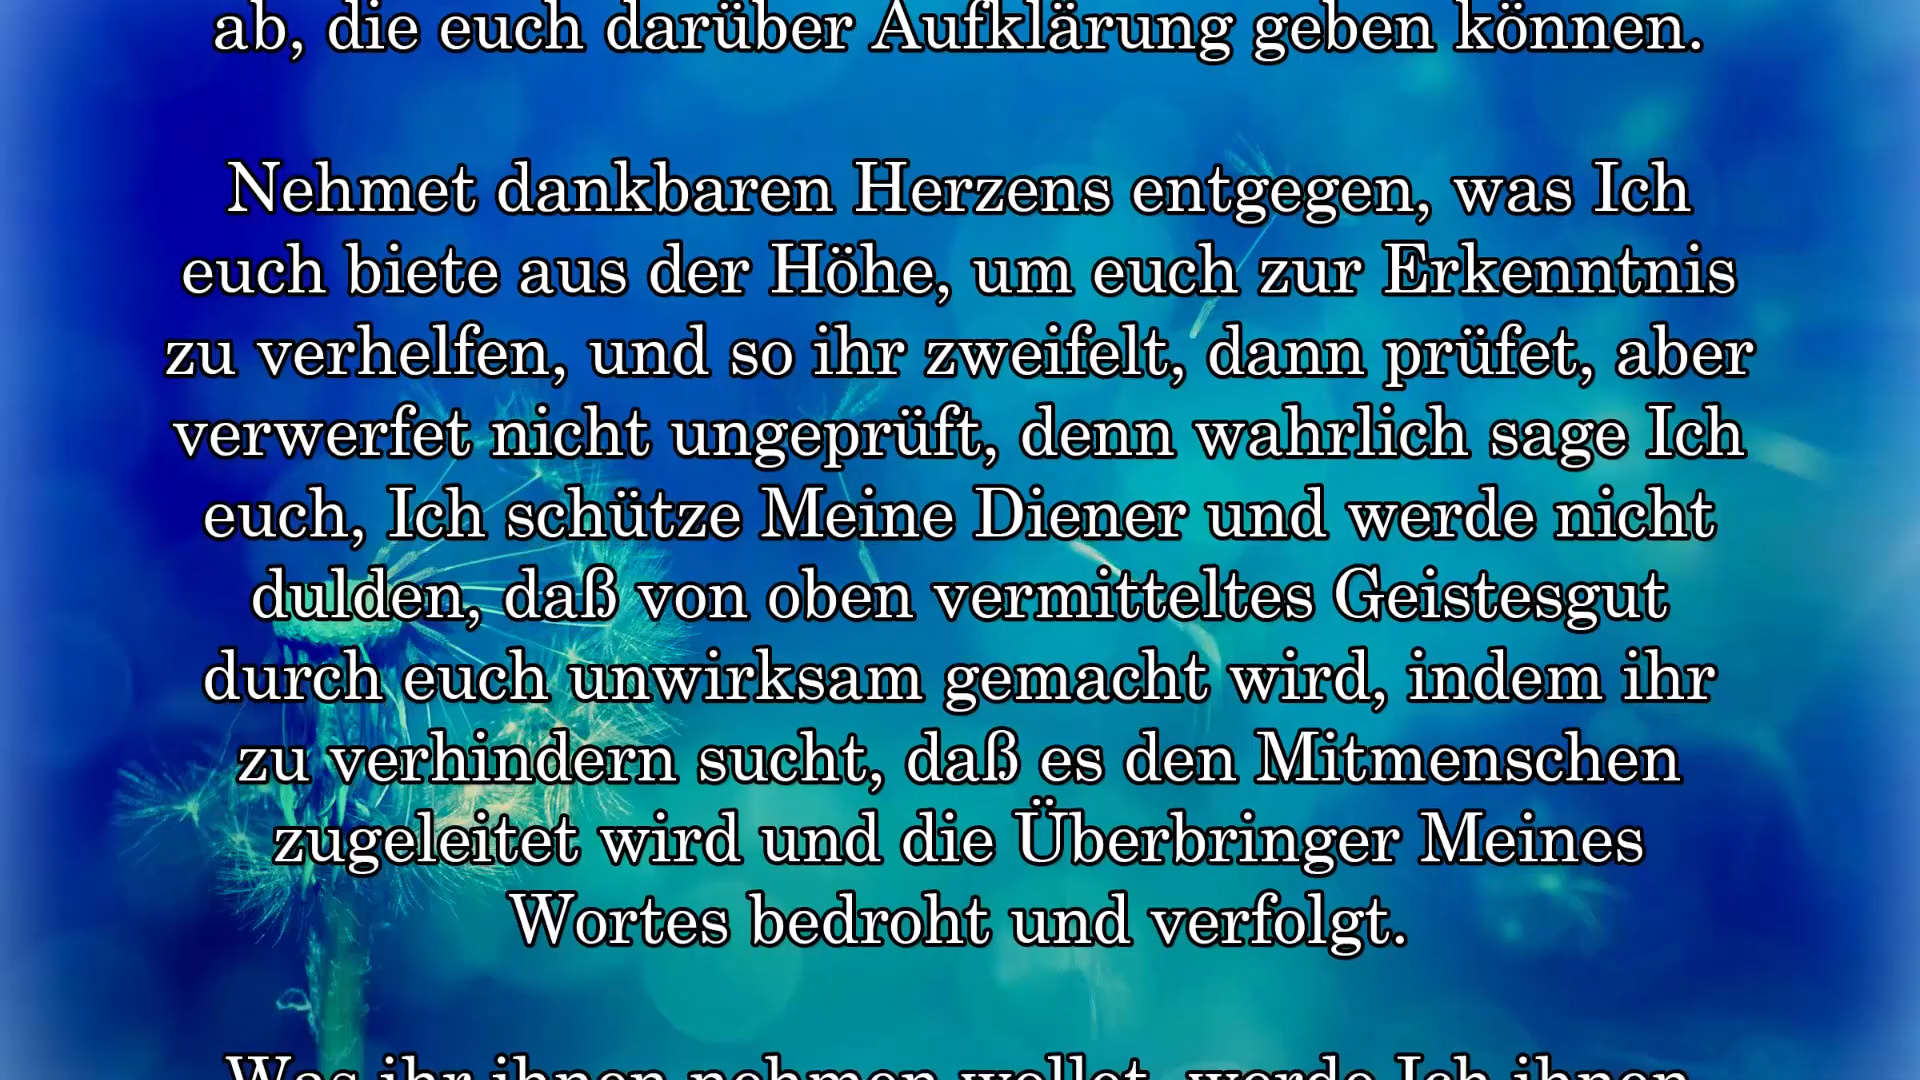 ab, die euch darüber Aufklärung geben können.
Nehmet dankbaren Herzens entgegen, was Ich
euch biete aus der Höhe, um euch zur Erkenntnis
zu verhelfen, und so ihr zweifelt, dann prüfet, aber
verwerfet nicht ungeprüft, denn wahrlich sage Ich
euch, Ich schütze Meine Diener und werde nicht
dulden, daß von oben vermitteltes Geistesgut
durch euch unwirksam gemacht wird, indem ihr
zu verhindern sucht, daß es den Mitmenschen
zugeleitet wird und die Überbringer Meines
Wortes bedroht und verfolgt.
Was ihr ihnen nehmen wollet, werde Ich ihnen